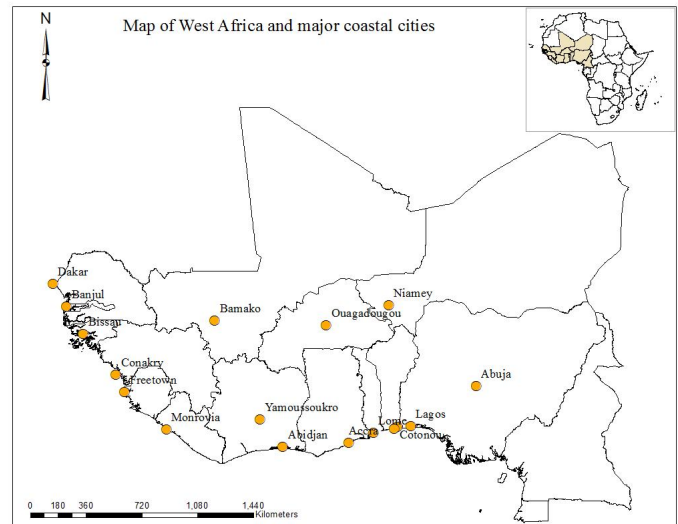 N
Map of West Africa and major coastal cities
Dakar
Banjul
Bissau
Bamako
Niamey
Ouagadougou
Conakry
Freetown
Monrovia
Yamoussoukro
Abidjan
Accra
Lome
Cotonou
Lagos
Abuja
0 180 360 720 1,080 1,440
Kilometers